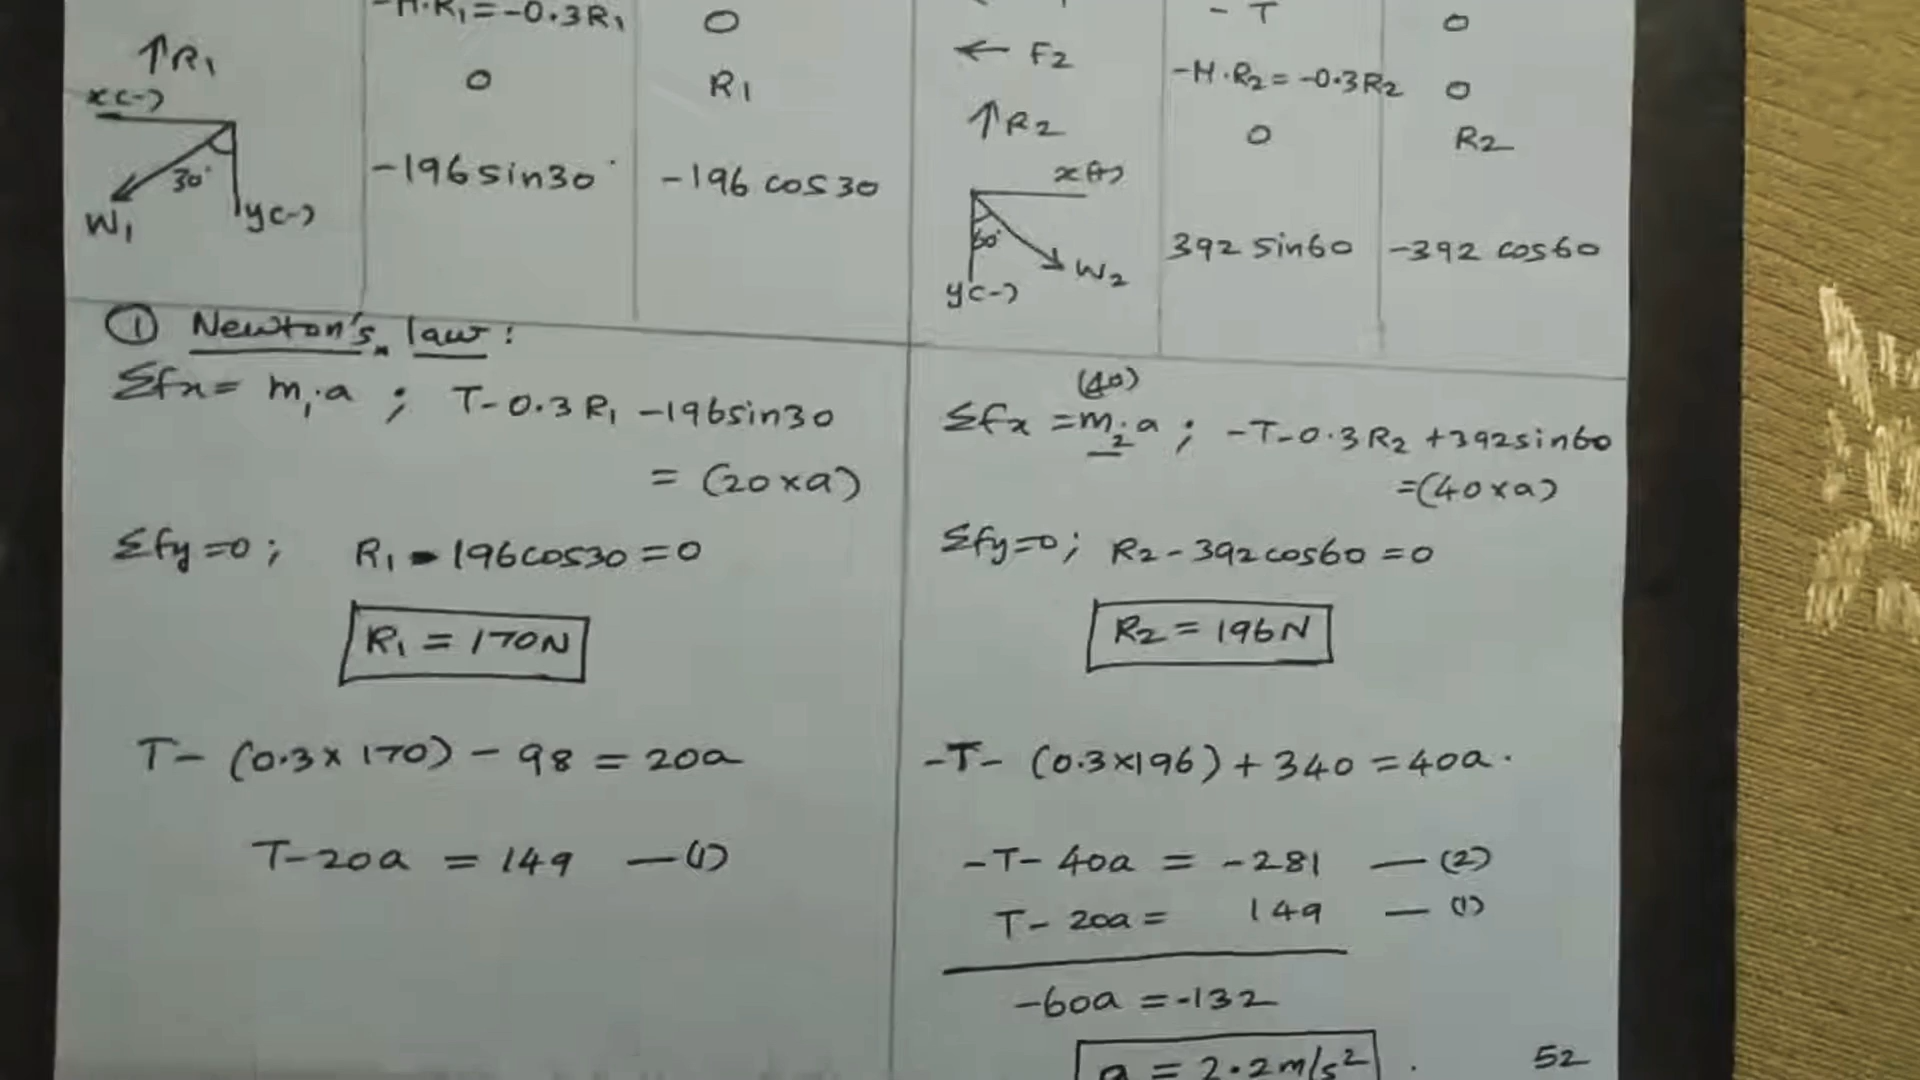 -M.R₁=-0.3R₁ 0
↑R₁ 0 R₁
x(-)
30° -196sin30° -196 cos30
W₁ y(-)
- T 0
← F2 -M.R2=-0.3R2 0
↑R2 0 R2
x(+)
60° 392 sin60 -392 cos60
W2
y(-)
① Newton's law:
Σfx= m₁.a ; T-0.3R₁ -196sin30
= (20×a)
Σfy=0; R₁-196cos30=0
R₁ = 170N
T- (0.3×170) - 98 = 20a
T-20a = 149 —(1)
(40)
Σfx =m2.a ; -T-0.3R2+392sin60
=(40×a)
Σfy=0; R2-392cos60=0
R2=196N
-T- (0.3×196)+340=40a.
-T- 40a = -281 —(2)
T- 20a= 149 —(1)
-60a =-132
a = 2.2m/s² .
52